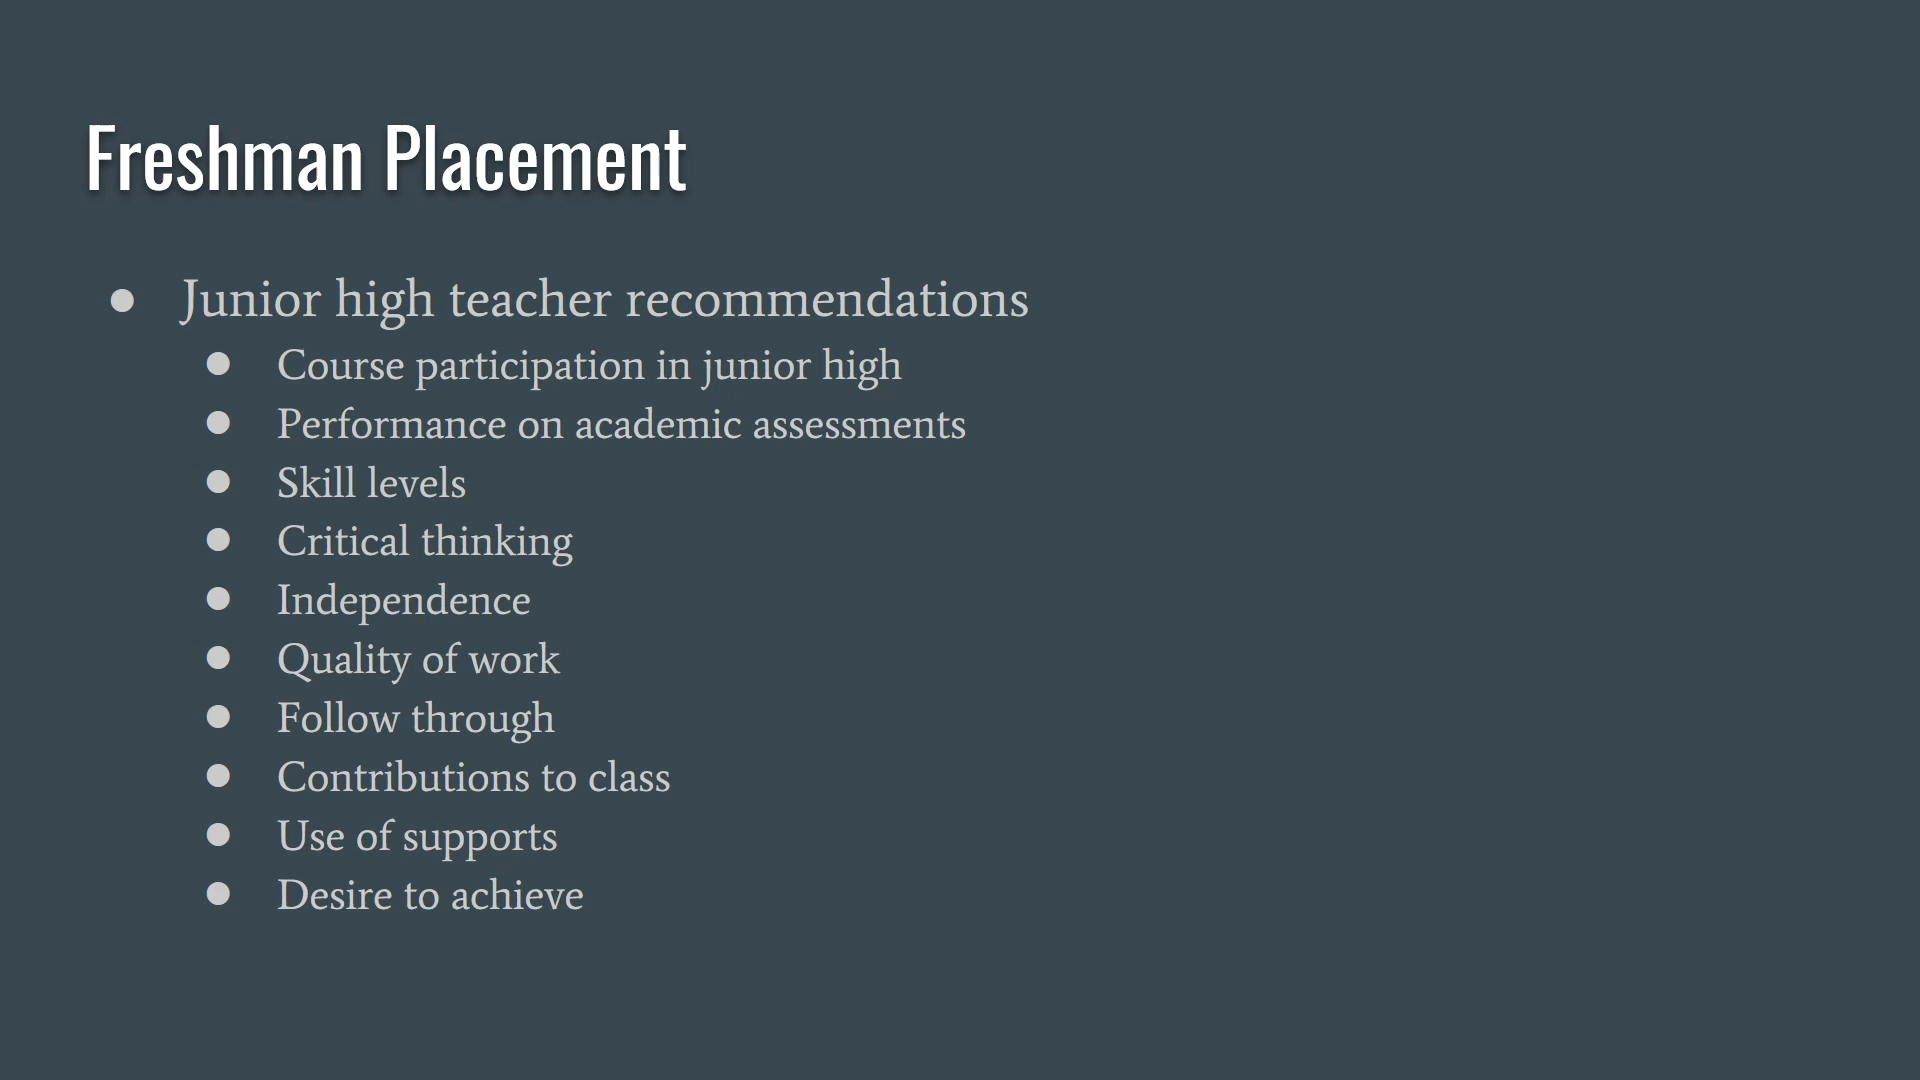 Freshman Placement
● Junior high teacher recommendations
● Course participation in junior high
● Performance on academic assessments
● Skill levels
● Critical thinking
● Independence
● Quality of work
● Follow through
● Contributions to class
● Use of supports
● Desire to achieve